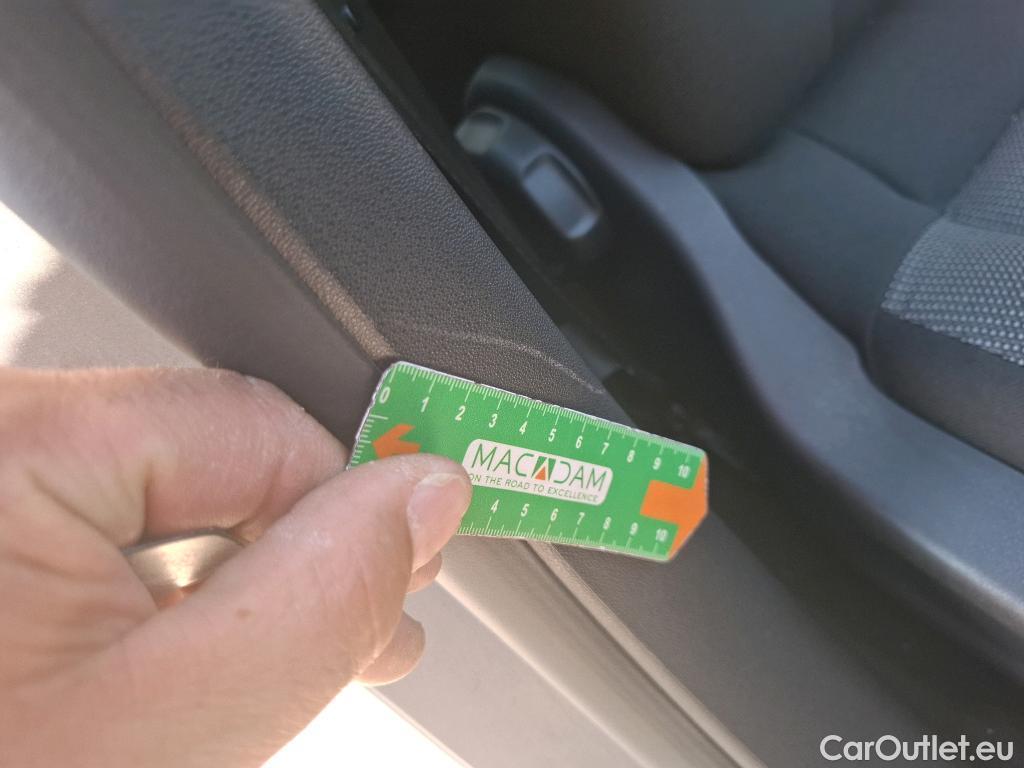 0 1 2 3 4 5 6 7 8 9 10
MACADAM
ON THE ROAD TO EXCELLENCE
4 5 6 7 8 9 10
CarOutlet.eu